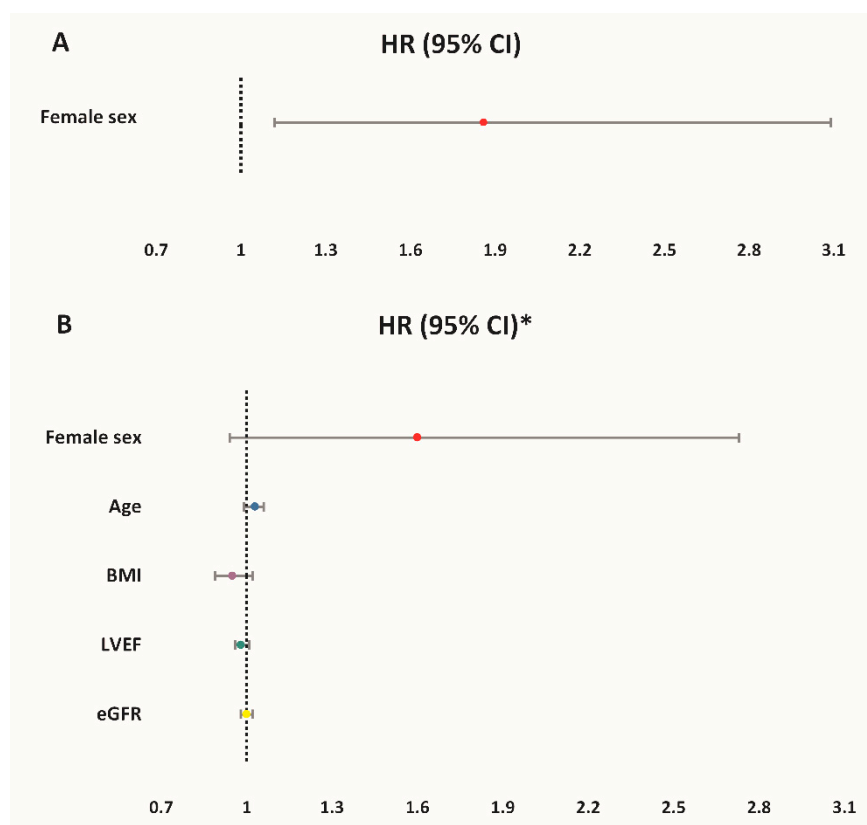 A
HR (95% CI)
Female sex
0.7 1 1.3 1.6 1.9 2.2 2.5 2.8 3.1
B
HR (95% CI)*
Female sex
Age
BMI
LVEF
eGFR
0.7 1 1.3 1.6 1.9 2.2 2.5 2.8 3.1